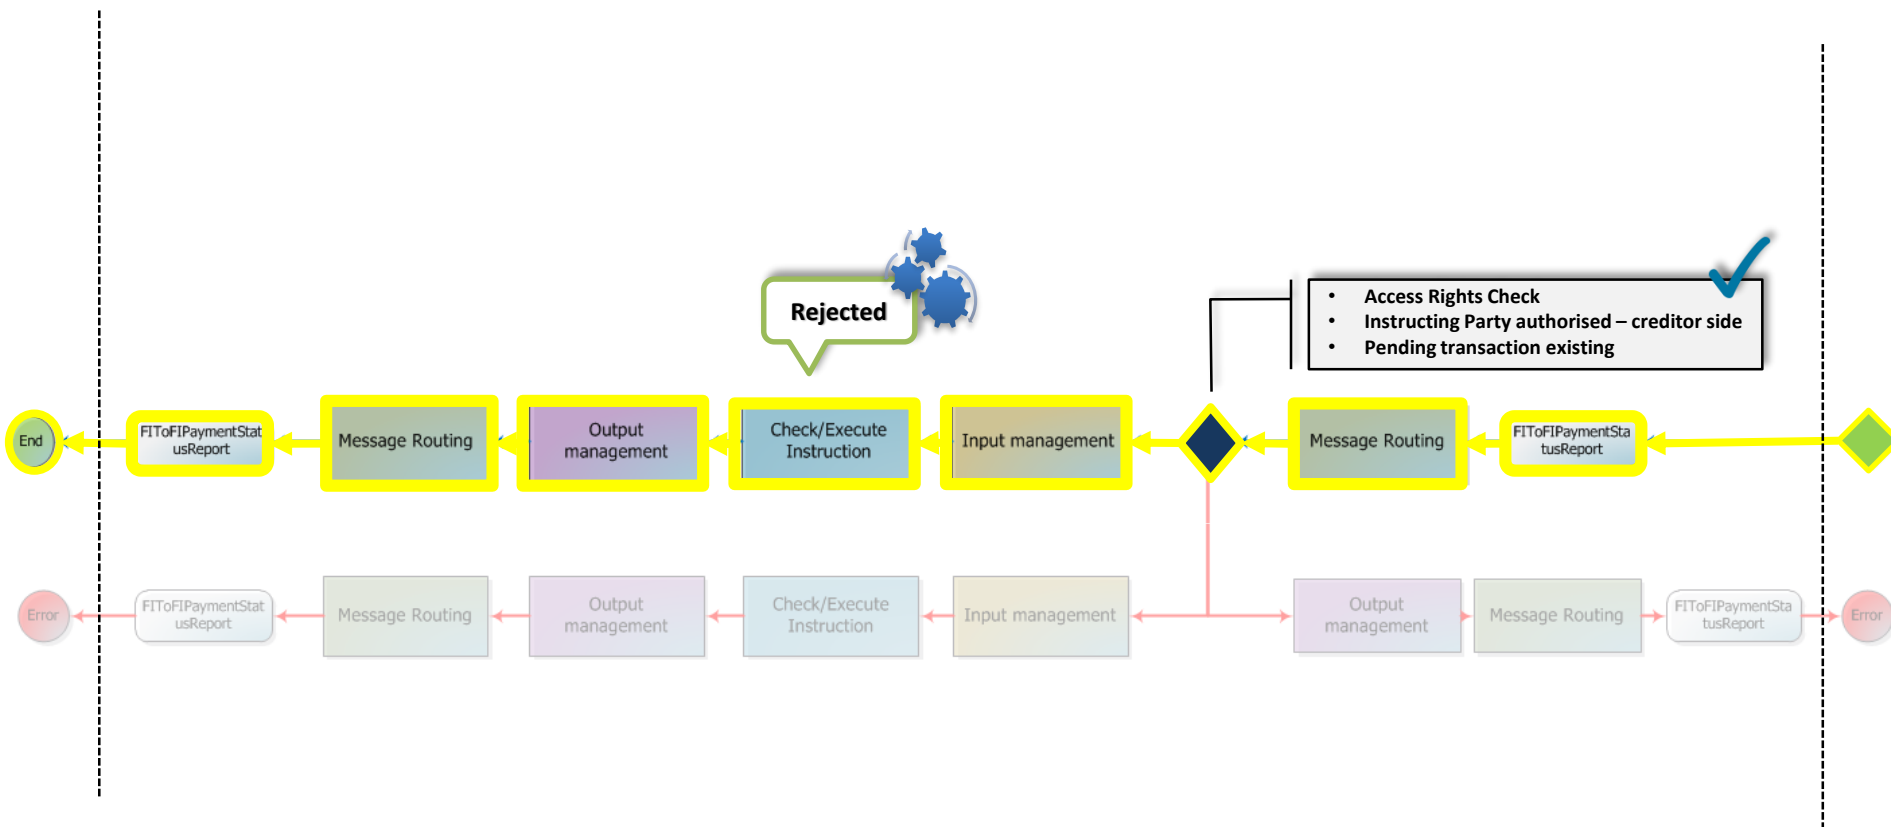 Rejected
• Access Rights Check
• Instructing Party authorised – creditor side
• Pending transaction existing
End
FIToFIPaymentStat
usReport
Message Routing
Output
management
Check/Execute
Instruction
Input management
Message Routing
FIToFIPaymentSta
tusReport
Error
FIToFIPaymentStat
usReport
Message Routing
Output
management
Check/Execute
Instruction
Input management
Output
management
Message Routing
FIToFIPaymentSta
tusReport
Error